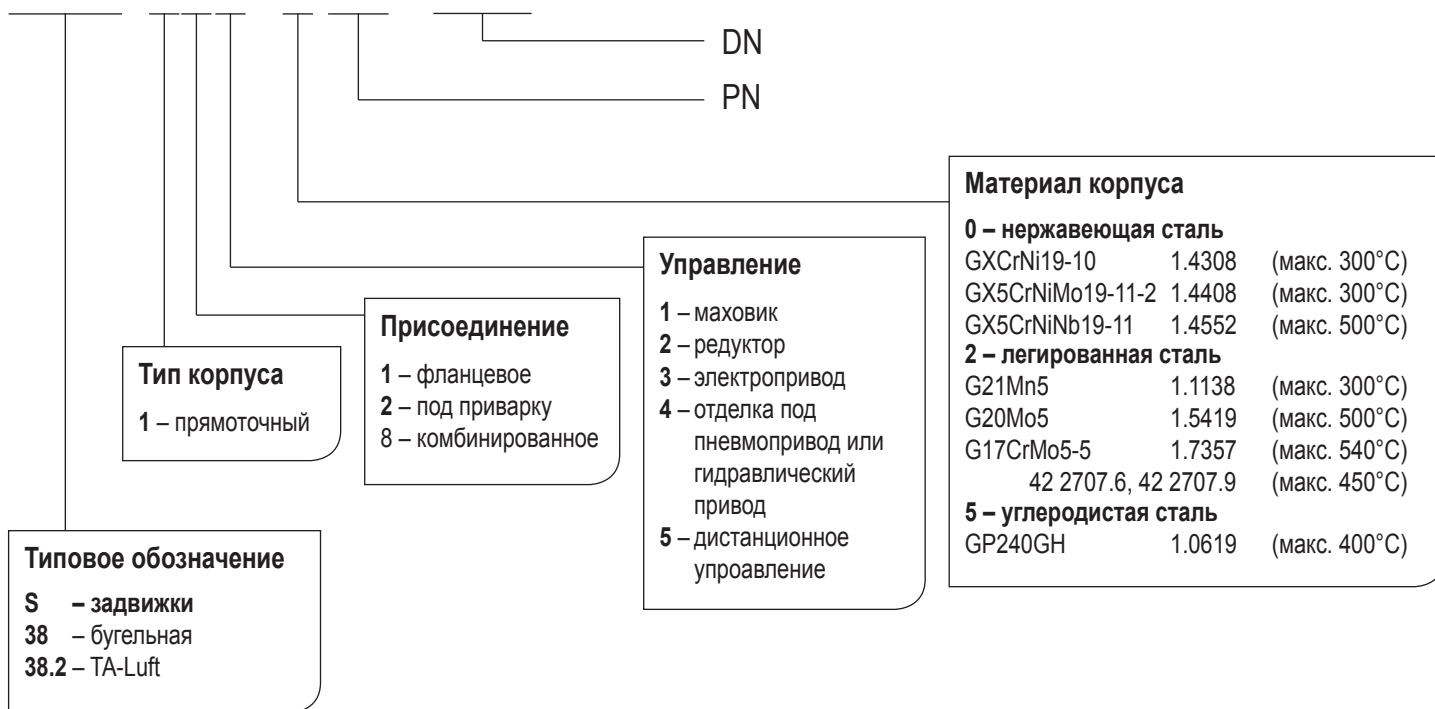 DN
PN
Материал корпуса
0 – нержавеющая сталь
GXCrNi19-10 1.4308 (макс. 300°C)
GX5CrNiMo19-11-2 1.4408 (макс. 300°C)
GX5CrNiNb19-11 1.4552 (макс. 500°C)
2 – легированная сталь
G21Mn5 1.1138 (макс. 300°C)
G20Mo5 1.5419 (макс. 500°C)
G17CrMo5-5 1.7357 (макс. 540°C)
42 2707.6, 42 2707.9 (макс. 450°C)
5 – углеродистая сталь
GP240GH 1.0619 (макс. 400°C)
Управление
1 – маховик
2 – редуктор
3 – электропривод
4 – отделка под
пневмопривод или
гидравлический
привод
5 – дистанционное
упроавление
Присоединение
1 – фланцевое
2 – под приварку
8 – комбинированное
Тип корпуса
1 – прямоточный
Типовое обозначение
S – задвижки
38 – бугельная
38.2 – TA-Luft